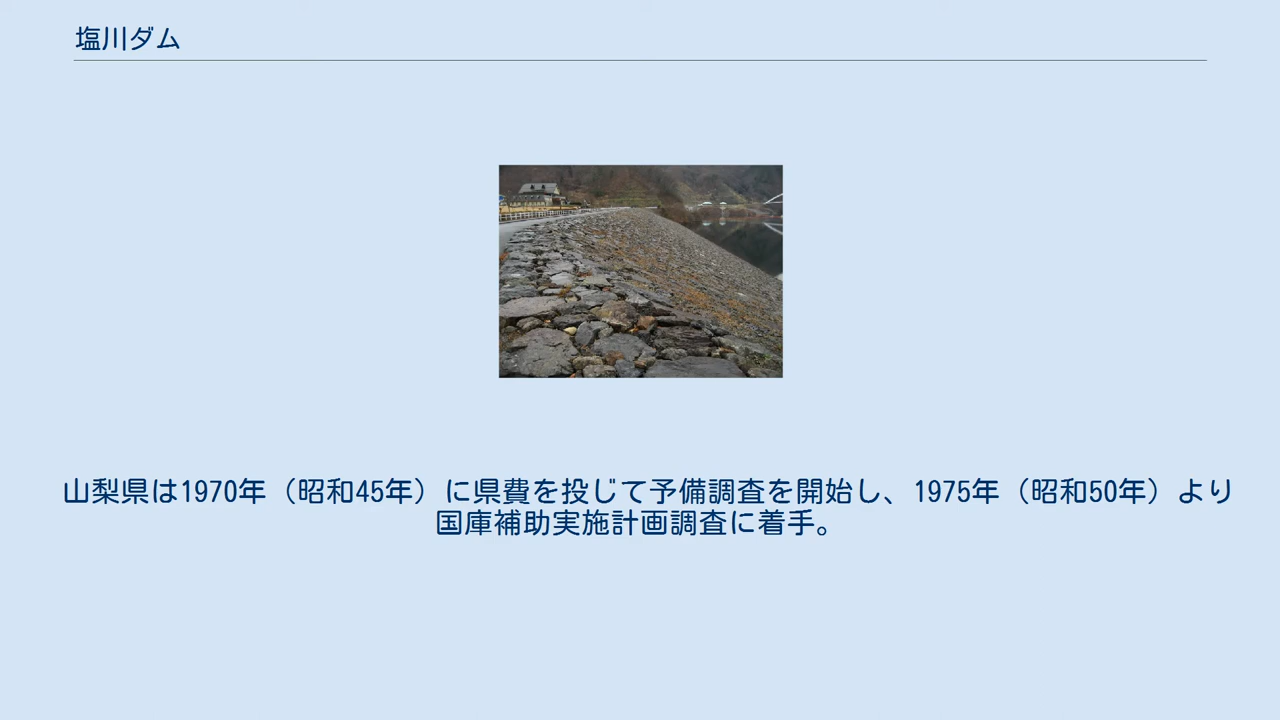 塩川ダム
山梨県は1970年（昭和45年）に県費を投じて予備調査を開始し、1975年（昭和50年）より
国庫補助実施計画調査に着手。